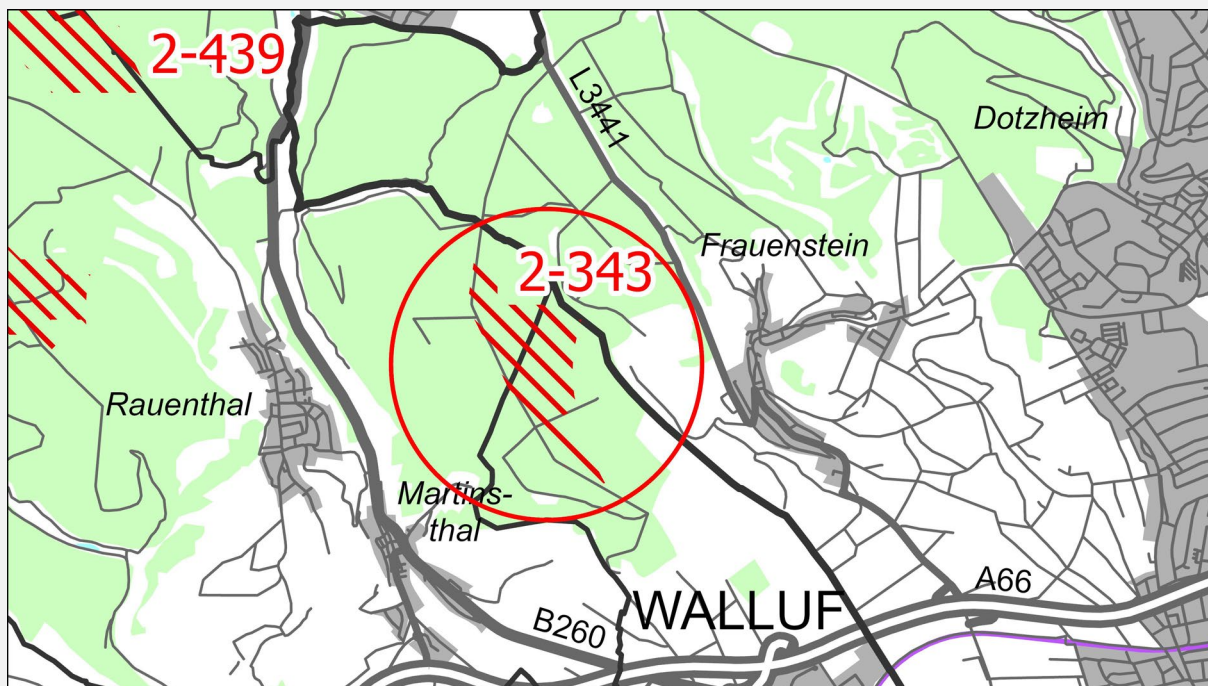 2-439
L3441
Dotzheim
Frauenstein
2-343
Rauenthal
Martins-
thal
A66
WALLUF
B260